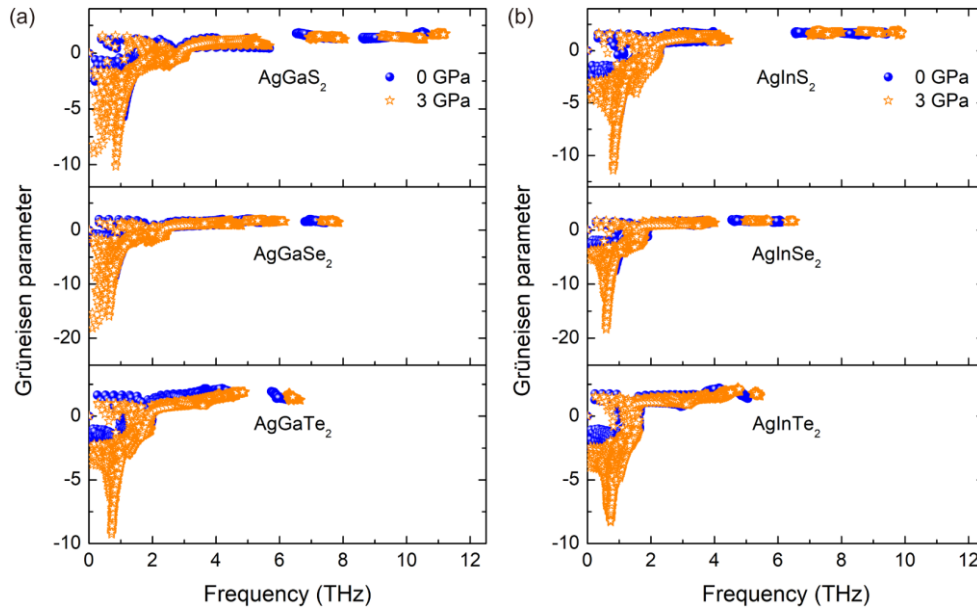 (a)
0
-5
-10
AgGaS2
0 GPa
3 GPa
0
-10
-20
AgGaSe2
0
-5
-10
AgGaTe2
0 2 4 6 8 10 12
Grüneisen parameter
Frequency (THz)
(b)
0
-5
-10
AgInS2
0 GPa
3 GPa
0
-10
-20
AgInSe2
0
-5
-10
AgInTe2
0 2 4 6 8 10 12
Grüneisen parameter
Frequency (THz)